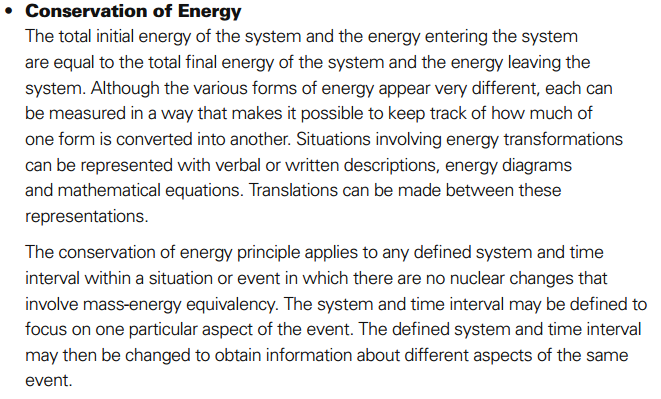 • Conservation of Energy
The total initial energy of the system and the energy entering the system
are equal to the total final energy of the system and the energy leaving the
system. Although the various forms of energy appear very different, each can
be measured in a way that makes it possible to keep track of how much of
one form is converted into another. Situations involving energy transformations
can be represented with verbal or written descriptions, energy diagrams
and mathematical equations. Translations can be made between these
representations.
The conservation of energy principle applies to any defined system and time
interval within a situation or event in which there are no nuclear changes that
involve mass-energy equivalency. The system and time interval may be defined to
focus on one particular aspect of the event. The defined system and time interval
may then be changed to obtain information about different aspects of the same
event.